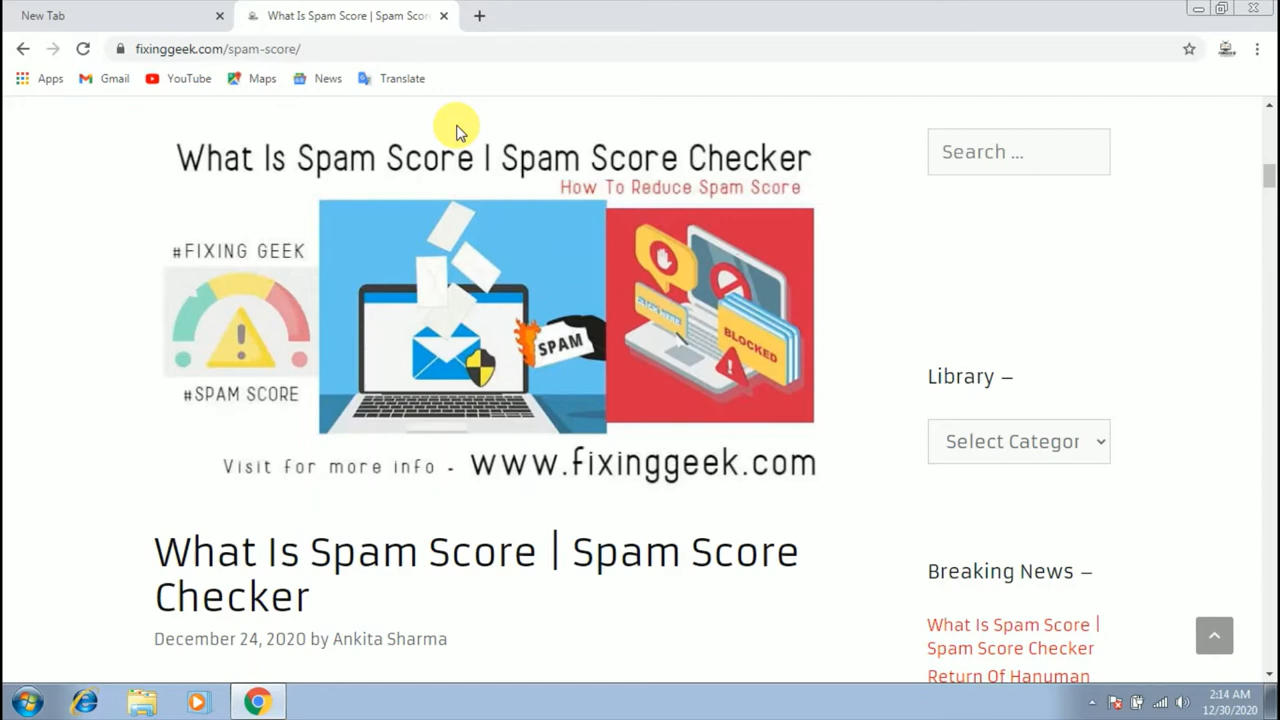 New Tab
What Is Spam Score | Spam Scor
fixinggeek.com/spam-score/
Apps
Gmail
YouTube
Maps
News
Translate
What Is Spam Score | Spam Score Checker
How To Reduce Spam Score
#FIXING GEEK
#SPAM SCORE
SPAM
CLICK HERE
BLOCKED
Visit for more info - www.fixinggeek.com
What Is Spam Score | Spam Score
Checker
December 24, 2020 by Ankita Sharma
Search ...
Library –
Select Categor
Breaking News –
What Is Spam Score |
Spam Score Checker
Return Of Hanuman
2:14 AM
12/30/2020